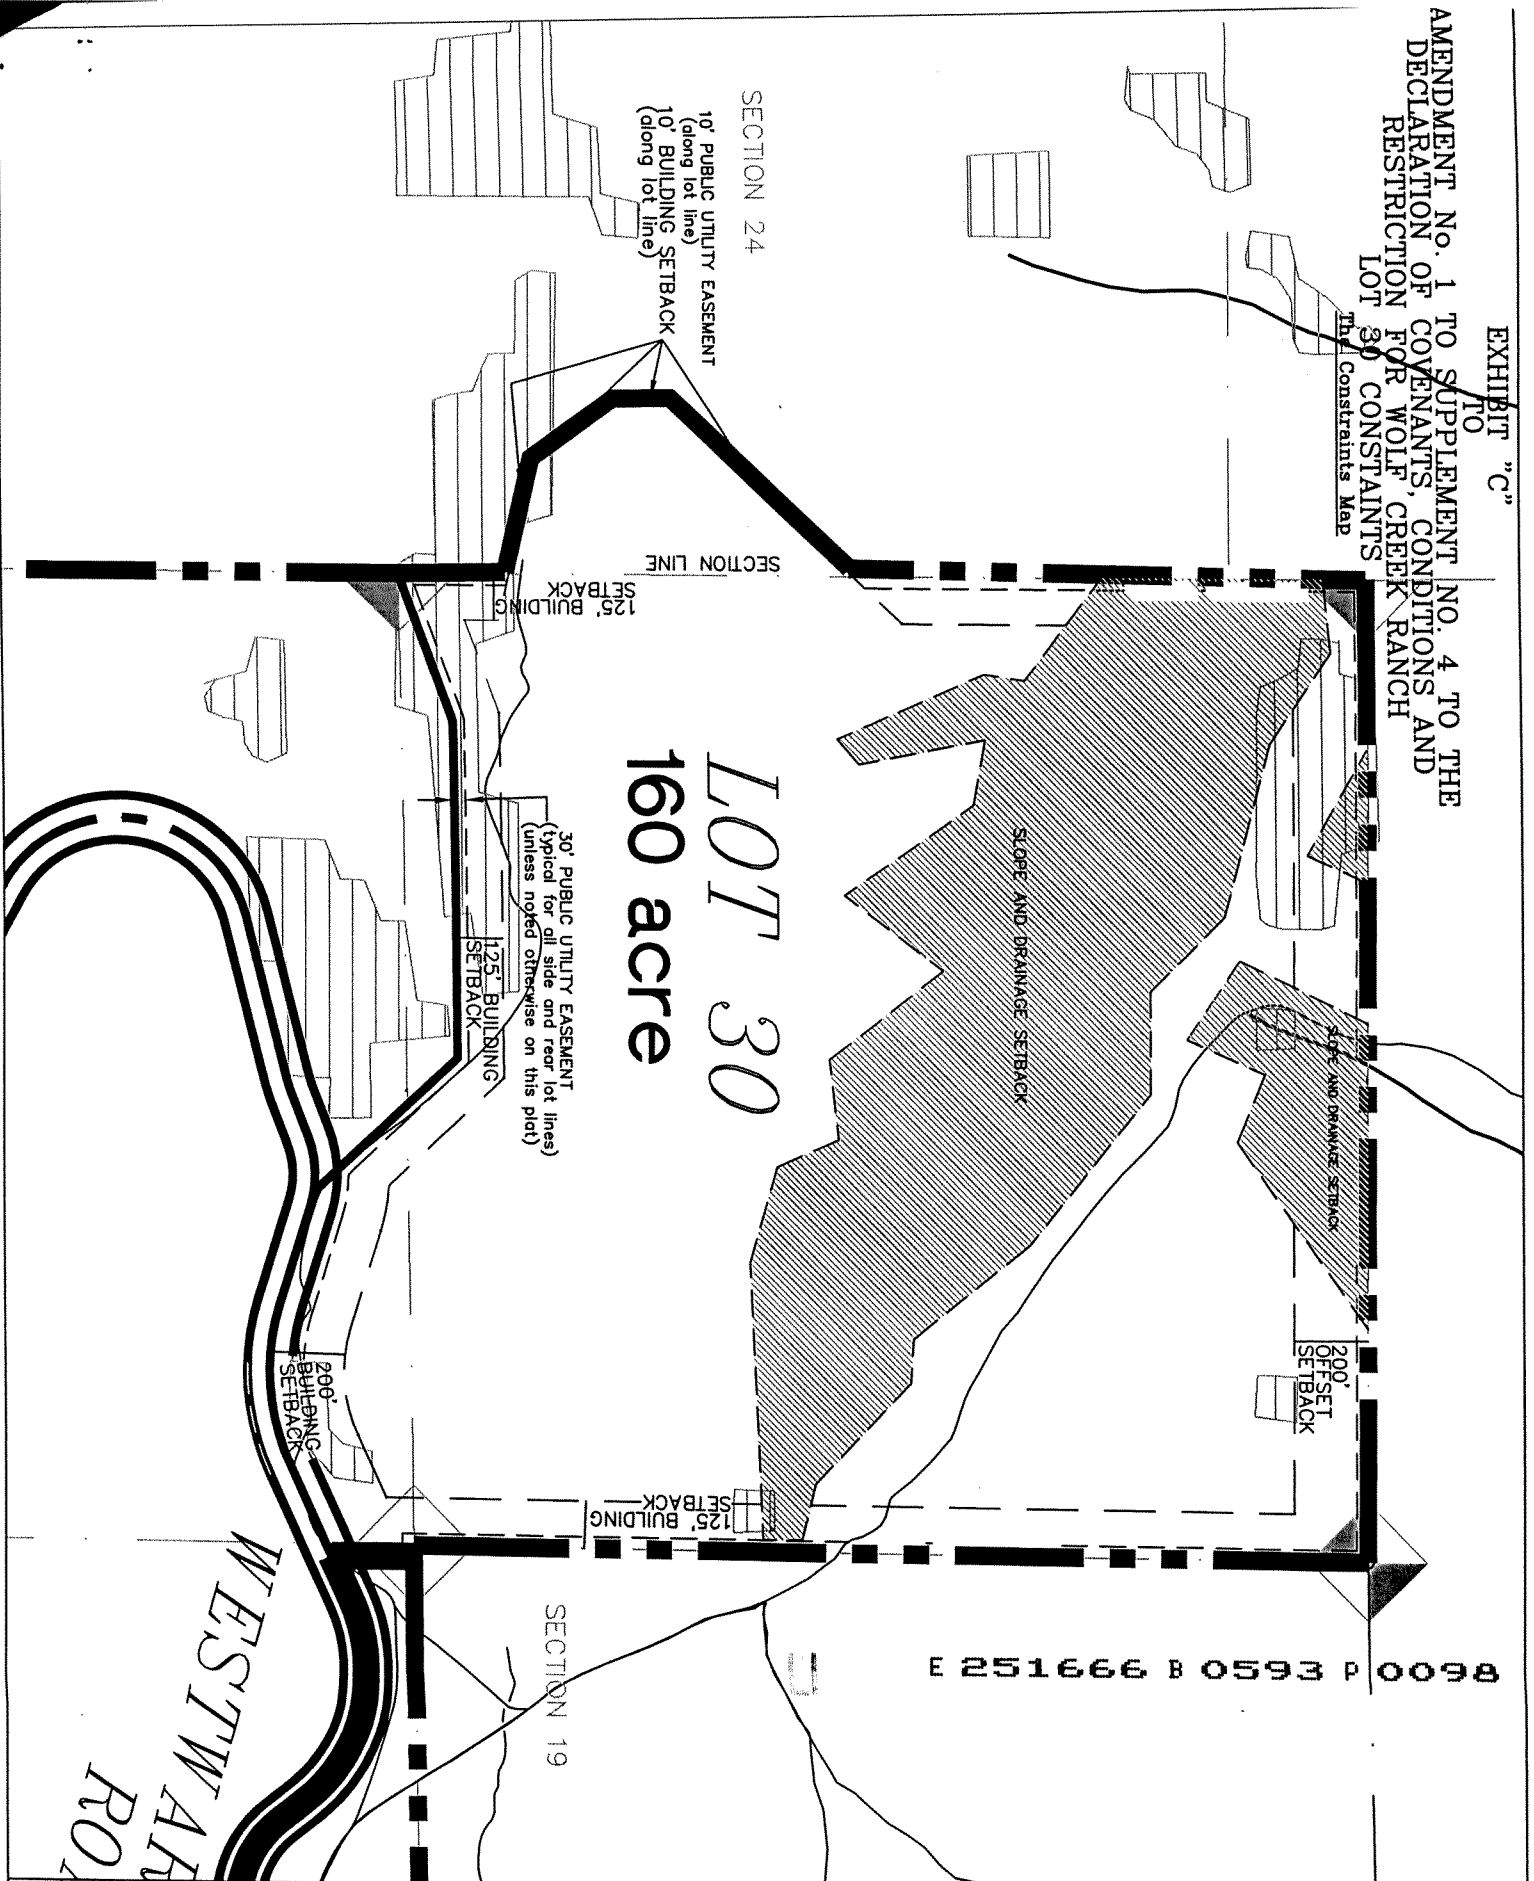 EXHIBIT "C"
TO
AMENDMENT No. 1 TO SUPPLEMENT NO. 4 TO THE
DECLARATION OF COVENANTS, CONDITIONS AND
RESTRICTION FOR WOLF CREEK RANCH
LOT 30 CONSTAINTS
The Constraints Map
SECTION 24
10' PUBLIC UTILITY EASEMENT
(along lot line)
10' BUILDING SETBACK
(along lot line)
SECTION LINE
125' BUILDING
SETBACK
SLOPE AND DRAINAGE SETBACK
SLOPE AND DRAINAGE SETBACK
LOT 30
160 acre
30' PUBLIC UTILITY EASEMENT
(typical for all side and rear lot lines)
(unless noted otherwise on this plat)
125' BUILDING
SETBACK
200'
OFFSET
SETBACK
200'
BUILDING
SETBACK
125' BUILDING
SETBACK
SECTION 19
E 251666 B 0593 P 0098
WESTWAR
RO